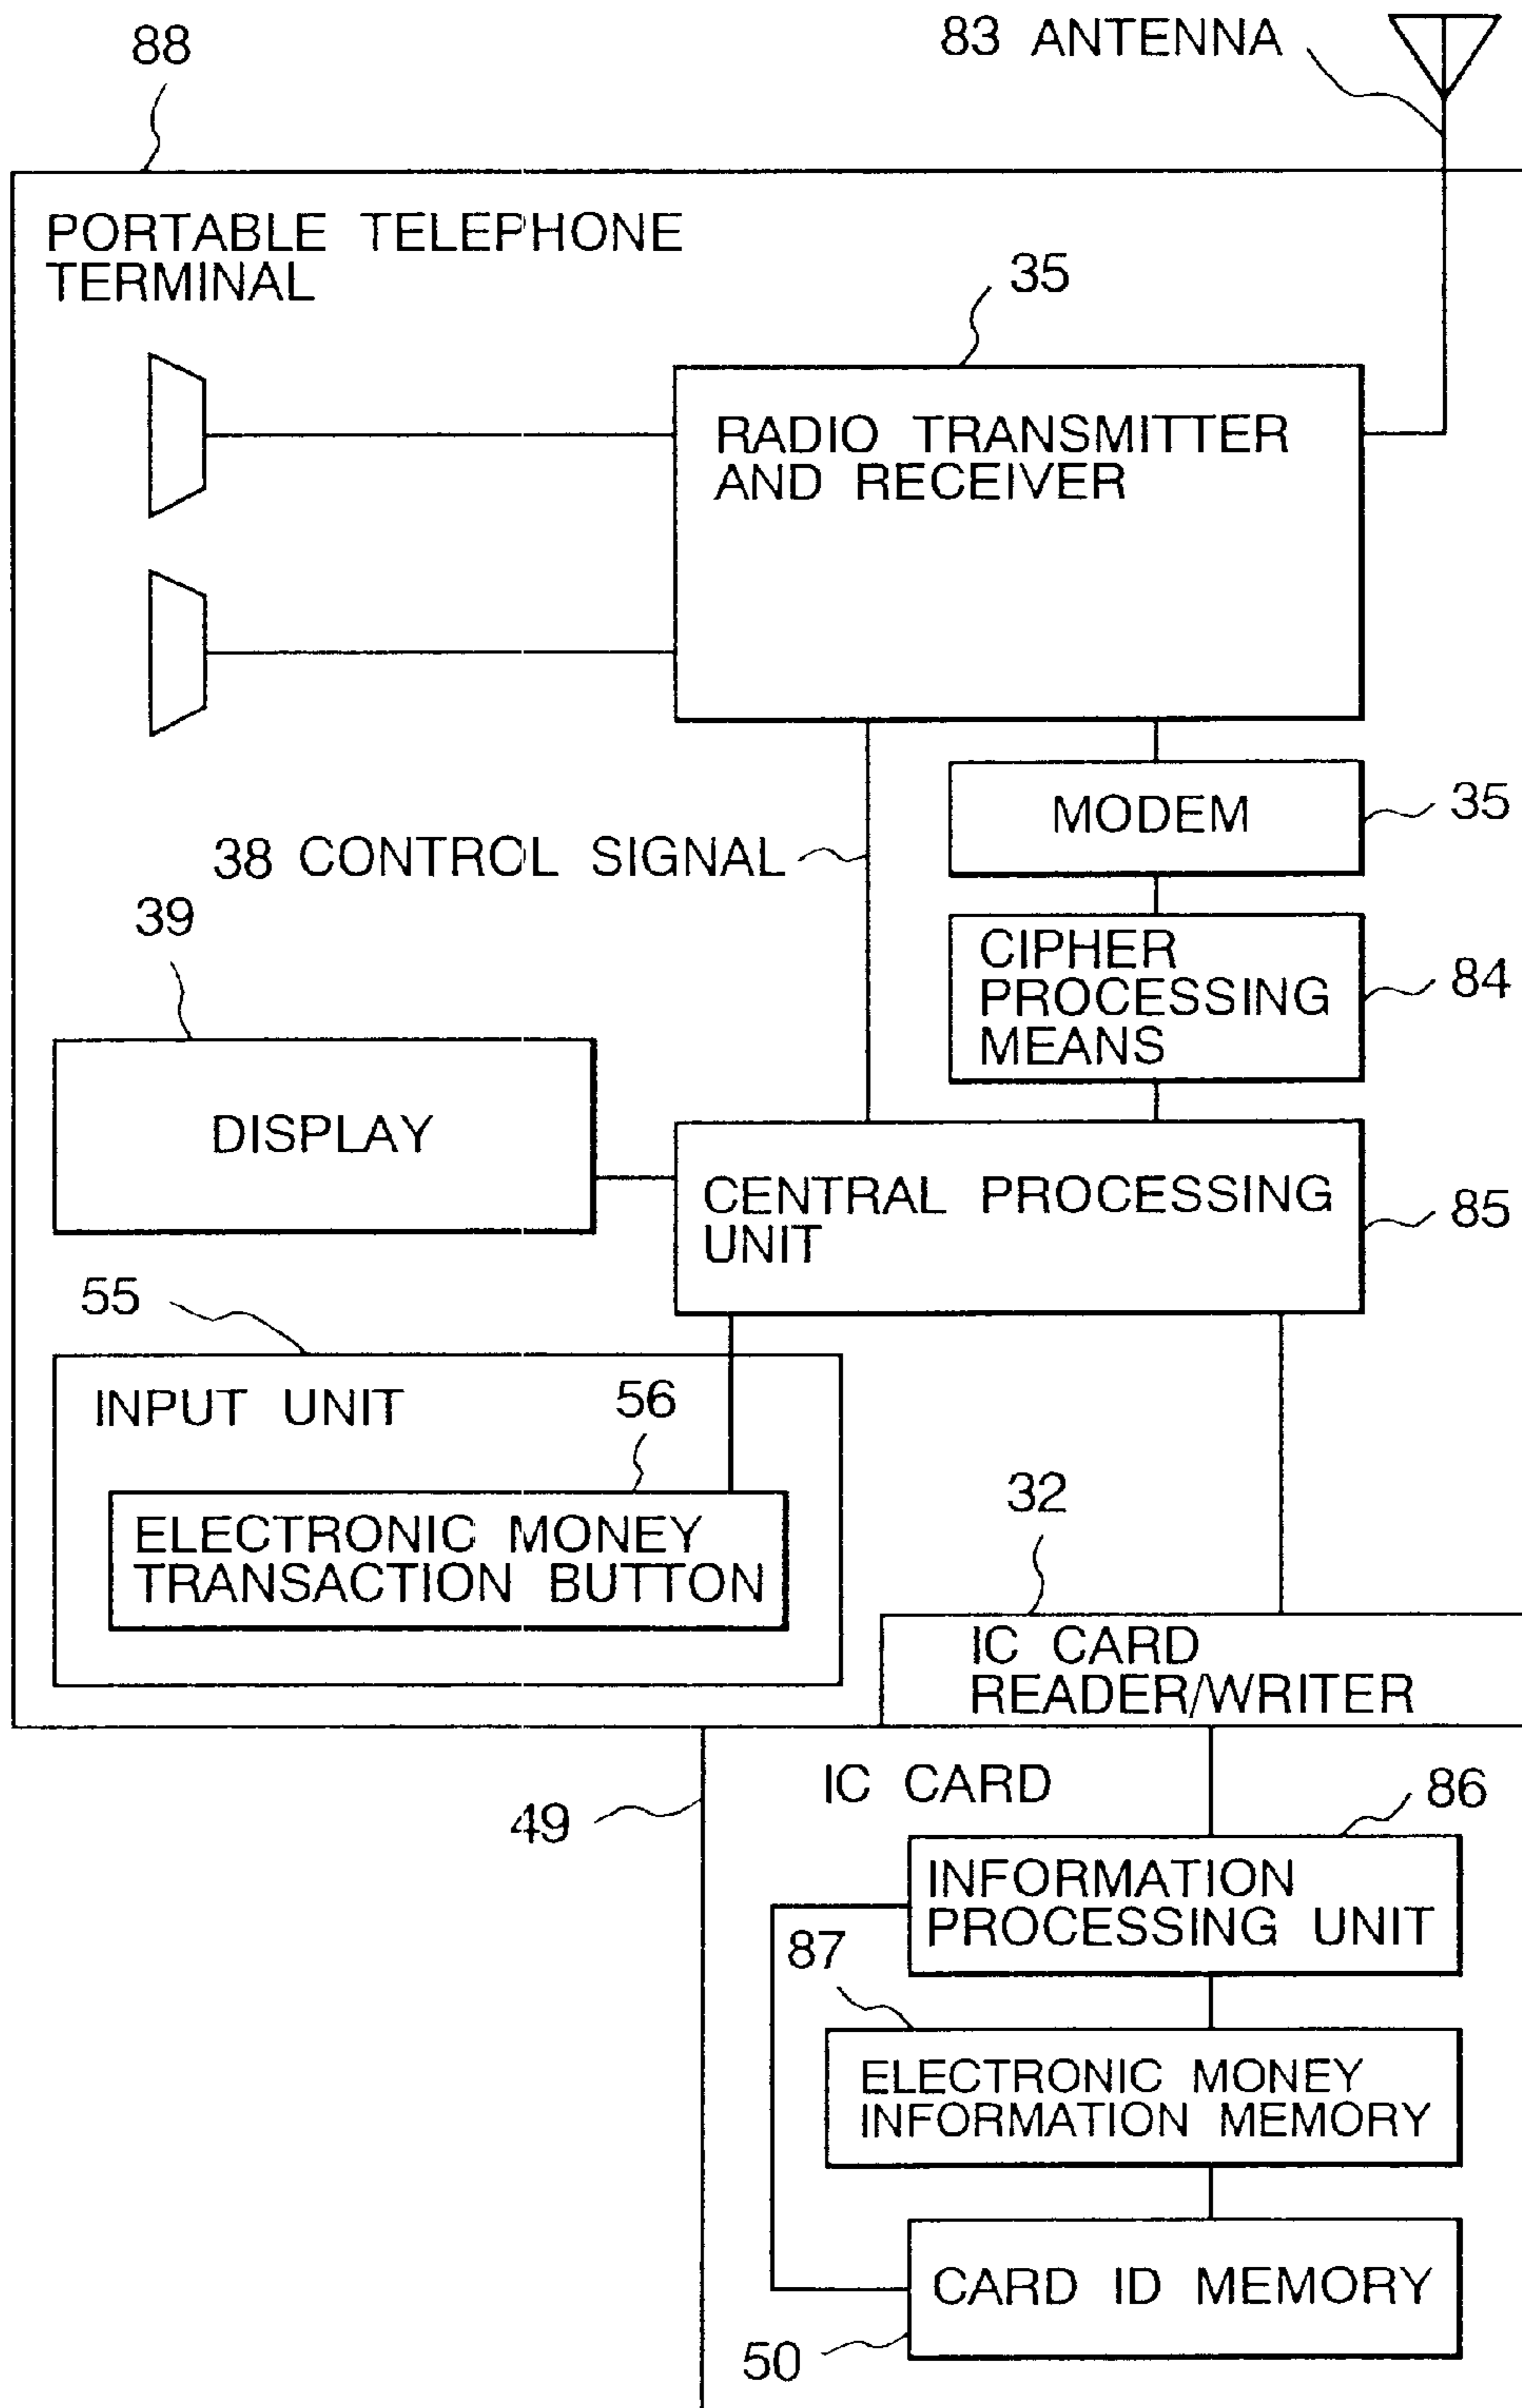 88
83 ANTENNA
PORTABLE TELEPHONE
TERMINAL
35
RADIO TRANSMITTER
AND RECEIVER
MODEM
35
38 CONTROL SIGNAL
39
CIPHER
PROCESSING
MEANS
84
DISPLAY
CENTRAL PROCESSING
UNIT
85
55
INPUT UNIT
56
ELECTRONIC MONEY
TRANSACTION BUTTON
32
IC CARD
READER/WRITER
IC CARD
49
86
INFORMATION
PROCESSING UNIT
87
ELECTRONIC MONEY
INFORMATION MEMORY
CARD ID MEMORY
50